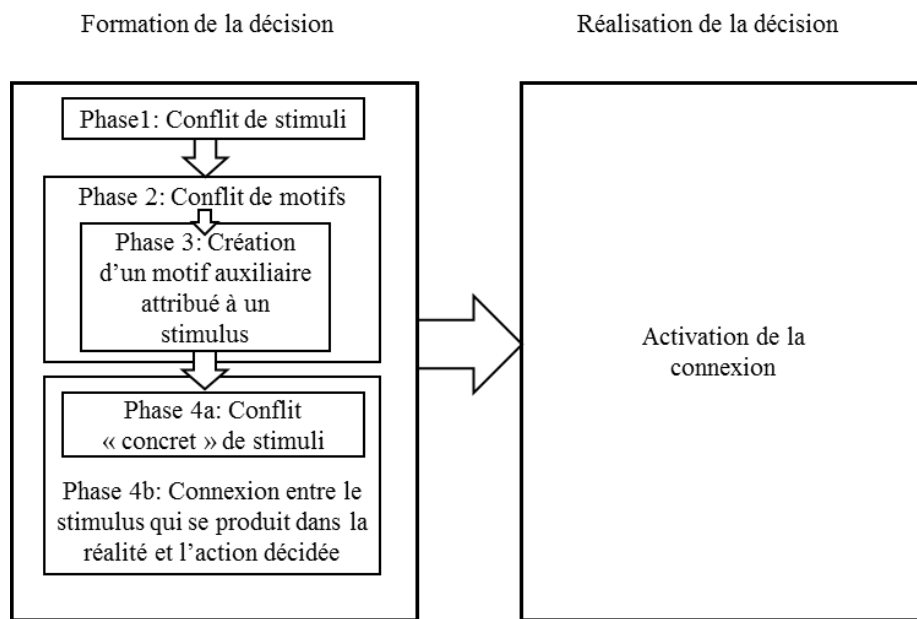 Formation de la décision
Réalisation de la décision
Phase1: Conflit de stimuli
Phase 2: Conflit de motifs
Phase 3: Création
d’un motif auxiliaire
attribué à un
stimulus
Phase 4a: Conflit
« concret » de stimuli
Phase 4b: Connexion entre le
stimulus qui se produit dans la
réalité et l’action décidée
Activation de la
connexion